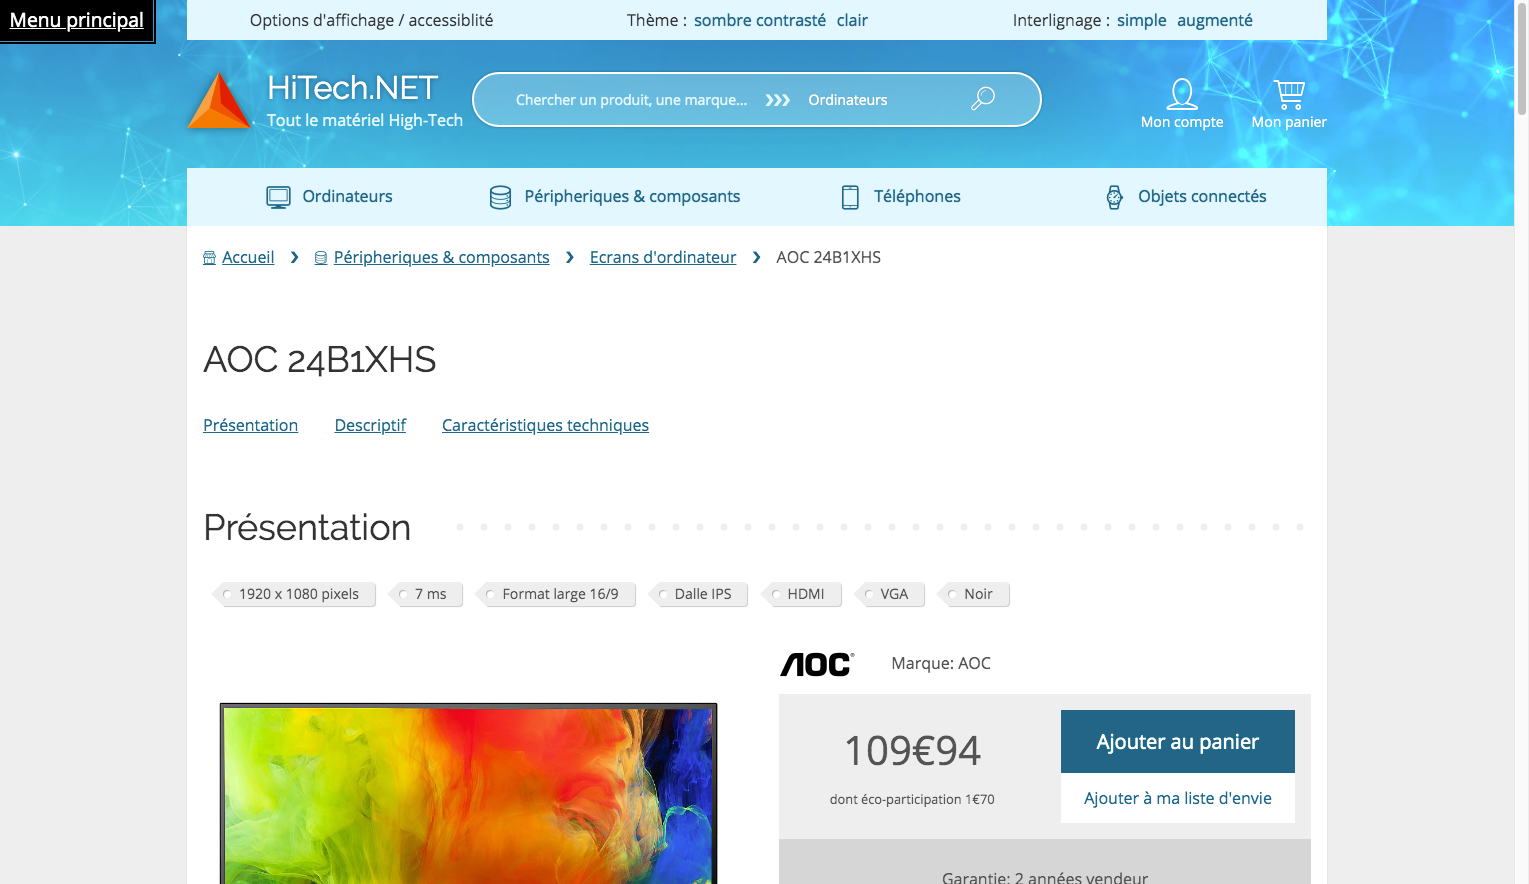 Menu principal
Options d'affichage / accessiblité
Thème : sombre contrasté clair
Interlignage : simple augmenté
HiTech.NET
Tout le matériel High-Tech
Chercher un produit, une marque...
Ordinateurs
Mon compte
Mon panier
Ordinateurs
Péripheriques & composants
Téléphones
Objets connectés
Accueil
Péripheriques & composants
Ecrans d'ordinateur
AOC 24B1XHS
AOC 24B1XHS
Présentation
Descriptif
Caractéristiques techniques
Présentation
1920 x 1080 pixels
7 ms
Format large 16/9
Dalle IPS
HDMI
VGA
Noir
AOC
Marque: AOC
109€94
dont éco-participation 1€70
Ajouter au panier
Ajouter à ma liste d'envie
Garantie: 2 années vendeur